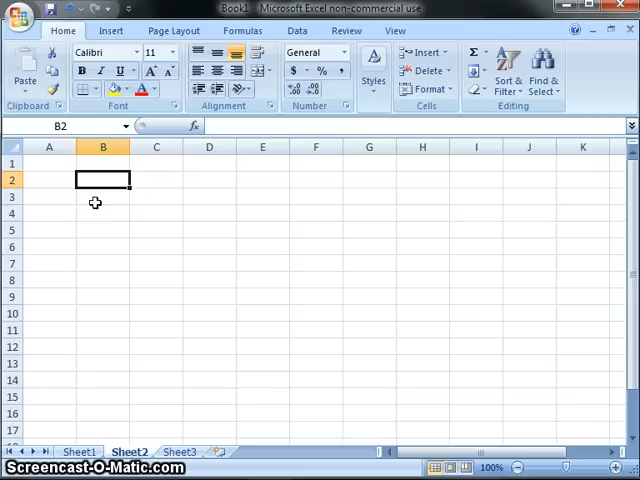 Book1 - Microsoft Excel non-commercial use
Home Insert Page Layout Formulas Data Review View
Paste
Calibri 11
B I U
A A
A
General
$ % ,
Styles
Insert
Delete
Format
Σ
Sort & Filter
Find & Select
Clipboard Font Alignment Number Cells Editing
B2 fx
A B C D E F G H I J K
1
2
3
4
5
6
7
8
9
10
11
12
13
14
15
16
17
Sheet1 Sheet2 Sheet3
100%
Screencast-O-Matic.com